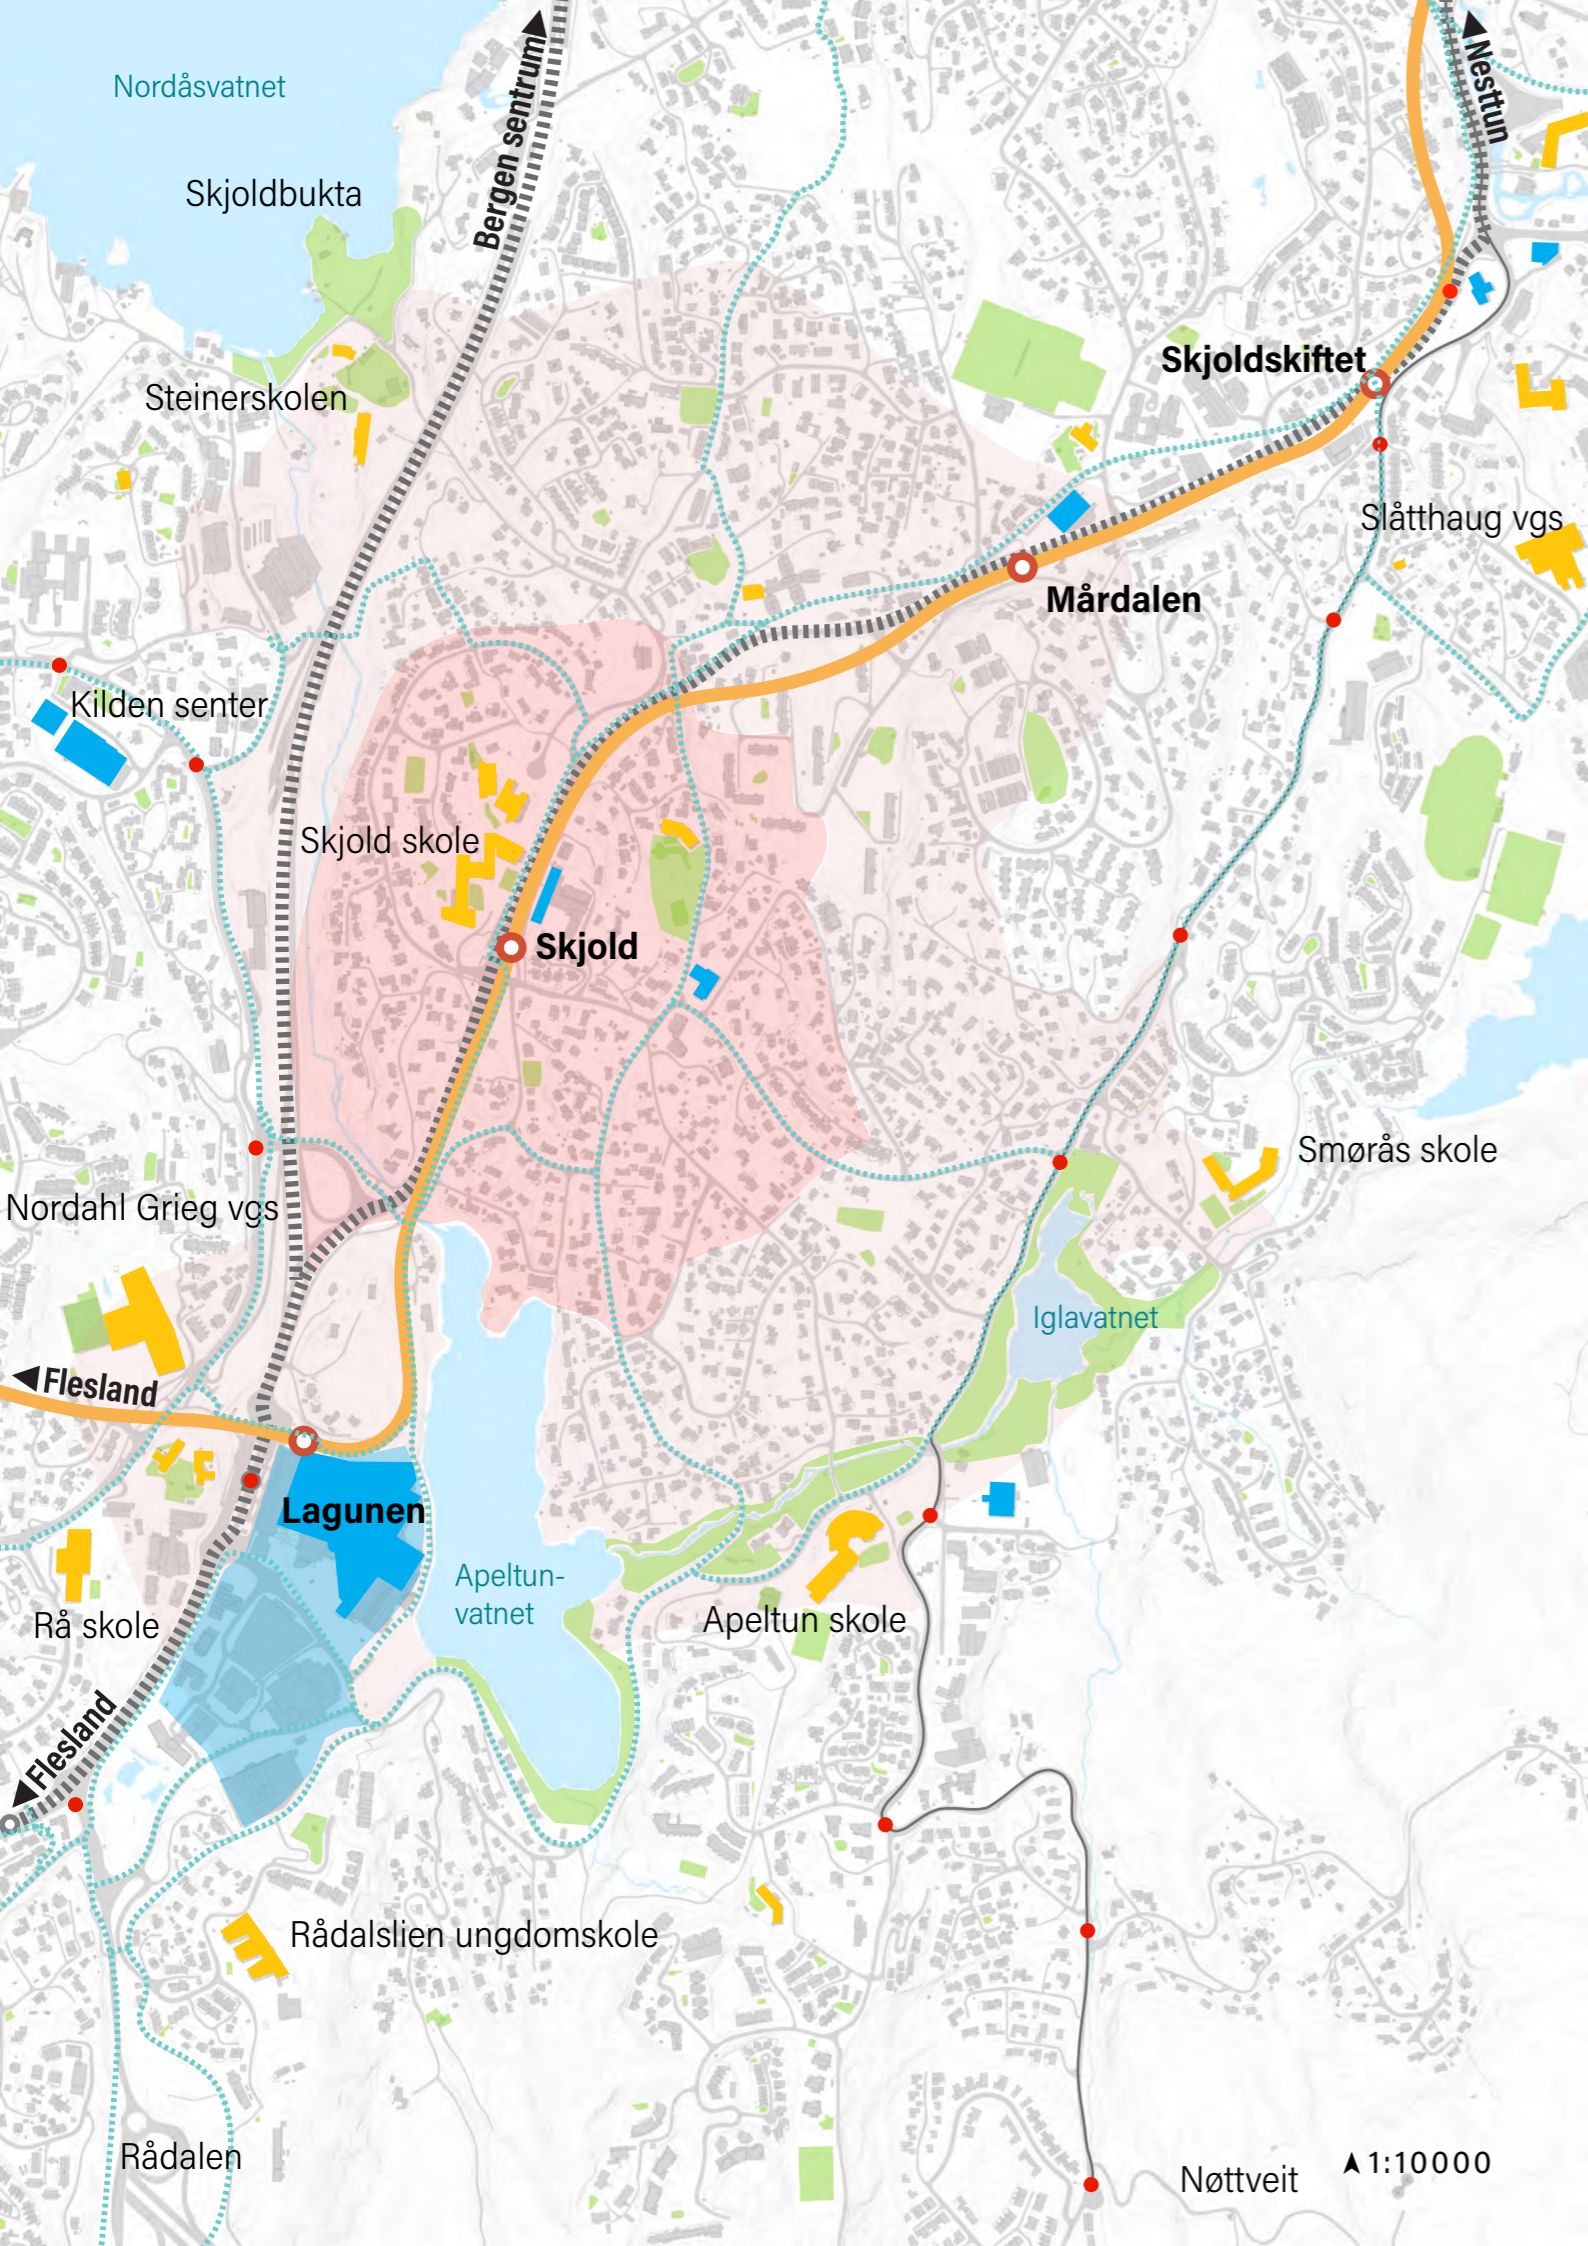 Nordåsvatnet
Bergen sentrum
Nesttun
Skjoldbukta
Skjoldskiftet
Steinerskolen
Slåtthaug vgs
Mårdalen
Kilden senter
Skjold skole
Skjold
Smørås skole
Nordahl Grieg vgs
Iglavatnet
Flesland
Lagunen
Apeltun-
vatnet
Rå skole
Apeltun skole
Flesland
Rådalslien ungdomskole
Rådalen
Nøttveit
1:10000